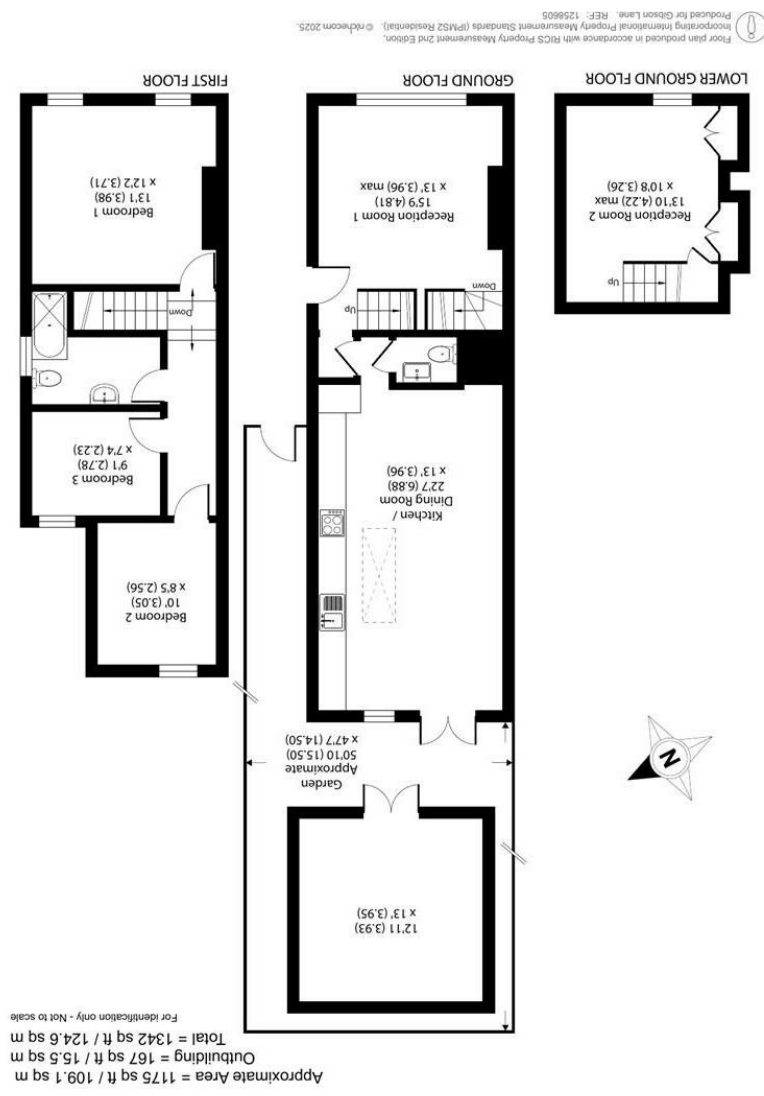 Approximate Area = 1175 sq ft / 109.1 sq m
Outbuilding = 167 sq ft / 15.5 sq m
Total = 1342 sq ft / 124.6 sq m
For identification only - Not to scale
12'11 (3.93)
x 13' (3.95)
N
Garden
Approximate
50'10 (15.50)
x 47'7 (14.50)
Kitchen /
Dining Room
22'7 (6.88)
x 13' (3.96)
Up
Down
Reception Room 1
15'9 (4.81)
x 13' (3.96) max
GROUND FLOOR
Bedroom 2
10' (3.05)
x 8'5 (2.56)
Bedroom 3
9'1 (2.78)
x 7'4 (2.23)
Down
Bedroom 1
13'1 (3.98)
x 12'2 (3.71)
FIRST FLOOR
Up
Reception Room 2
13'10 (4.22) max
x 10'8 (3.26)
LOWER GROUND FLOOR
Floor plan produced in accordance with RICS Property Measurement 2nd Edition,
Incorporating International Property Measurement Standards (IPMS2 Residential). © nichecom 2025.
Produced for Gibson Lane. REF: 1258605